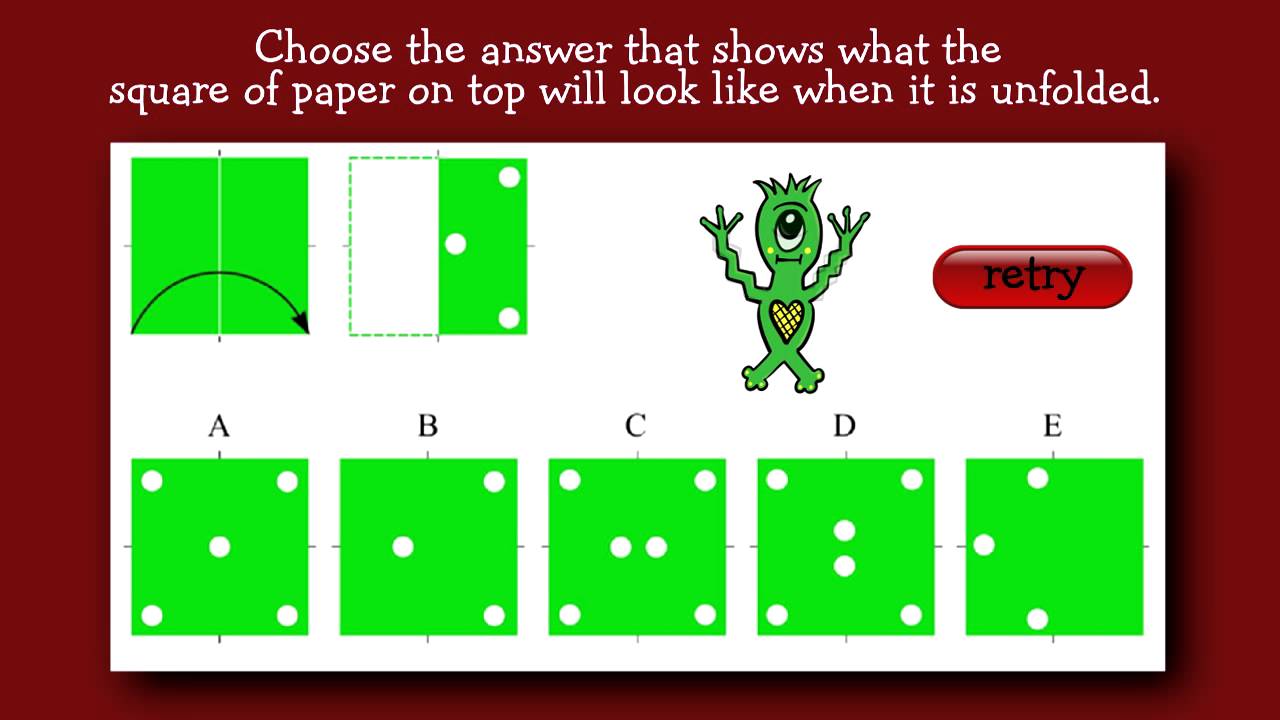 Choose the answer that shows what the
square of paper on top will look like when it is unfolded.
retry
A B C D E